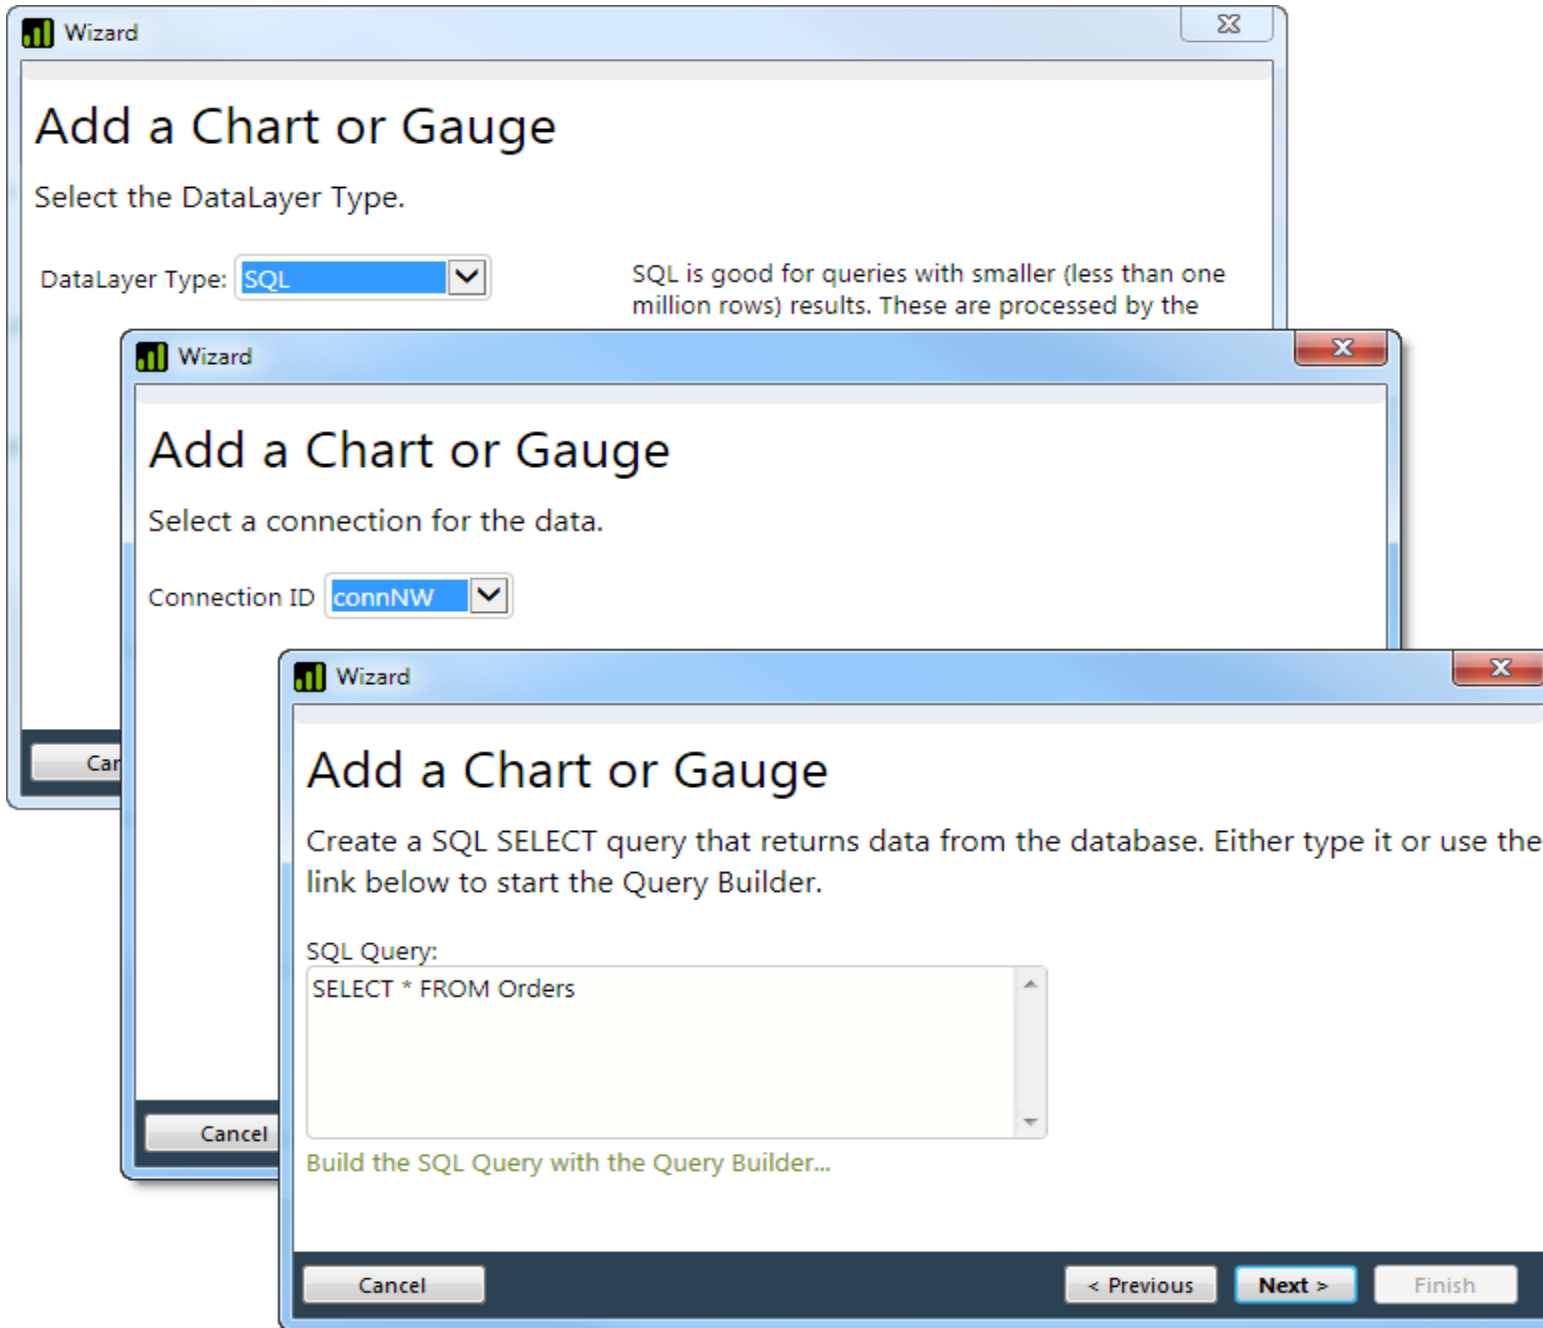 Wizard
Add a Chart or Gauge
Select the DataLayer Type.
DataLayer Type: SQL
SQL is good for queries with smaller (less than one
million rows) results. These are processed by the
Wizard
Add a Chart or Gauge
Select a connection for the data.
Connection ID connNW
Wizard
Add a Chart or Gauge
Create a SQL SELECT query that returns data from the database. Either type it or use the
link below to start the Query Builder.
SQL Query:
SELECT * FROM Orders
Build the SQL Query with the Query Builder...
Cancel
Cancel < Previous Next > Finish